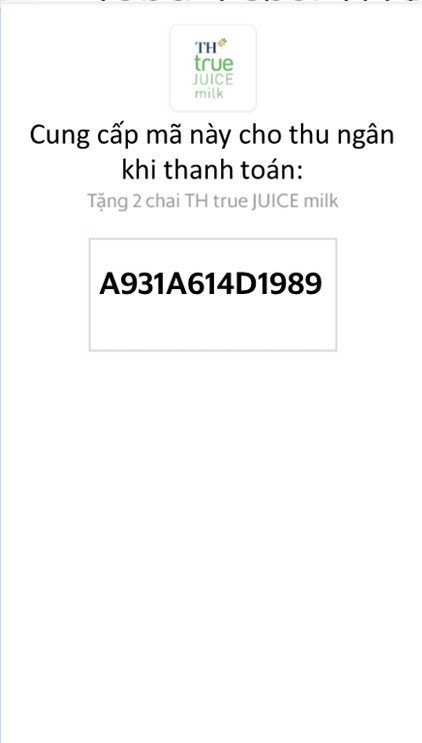 TH
true
JUICE
milk
Cung cấp mã này cho thu ngân
khi thanh toán:
Tặng 2 chai TH true JUICE milk
A931A614D1989